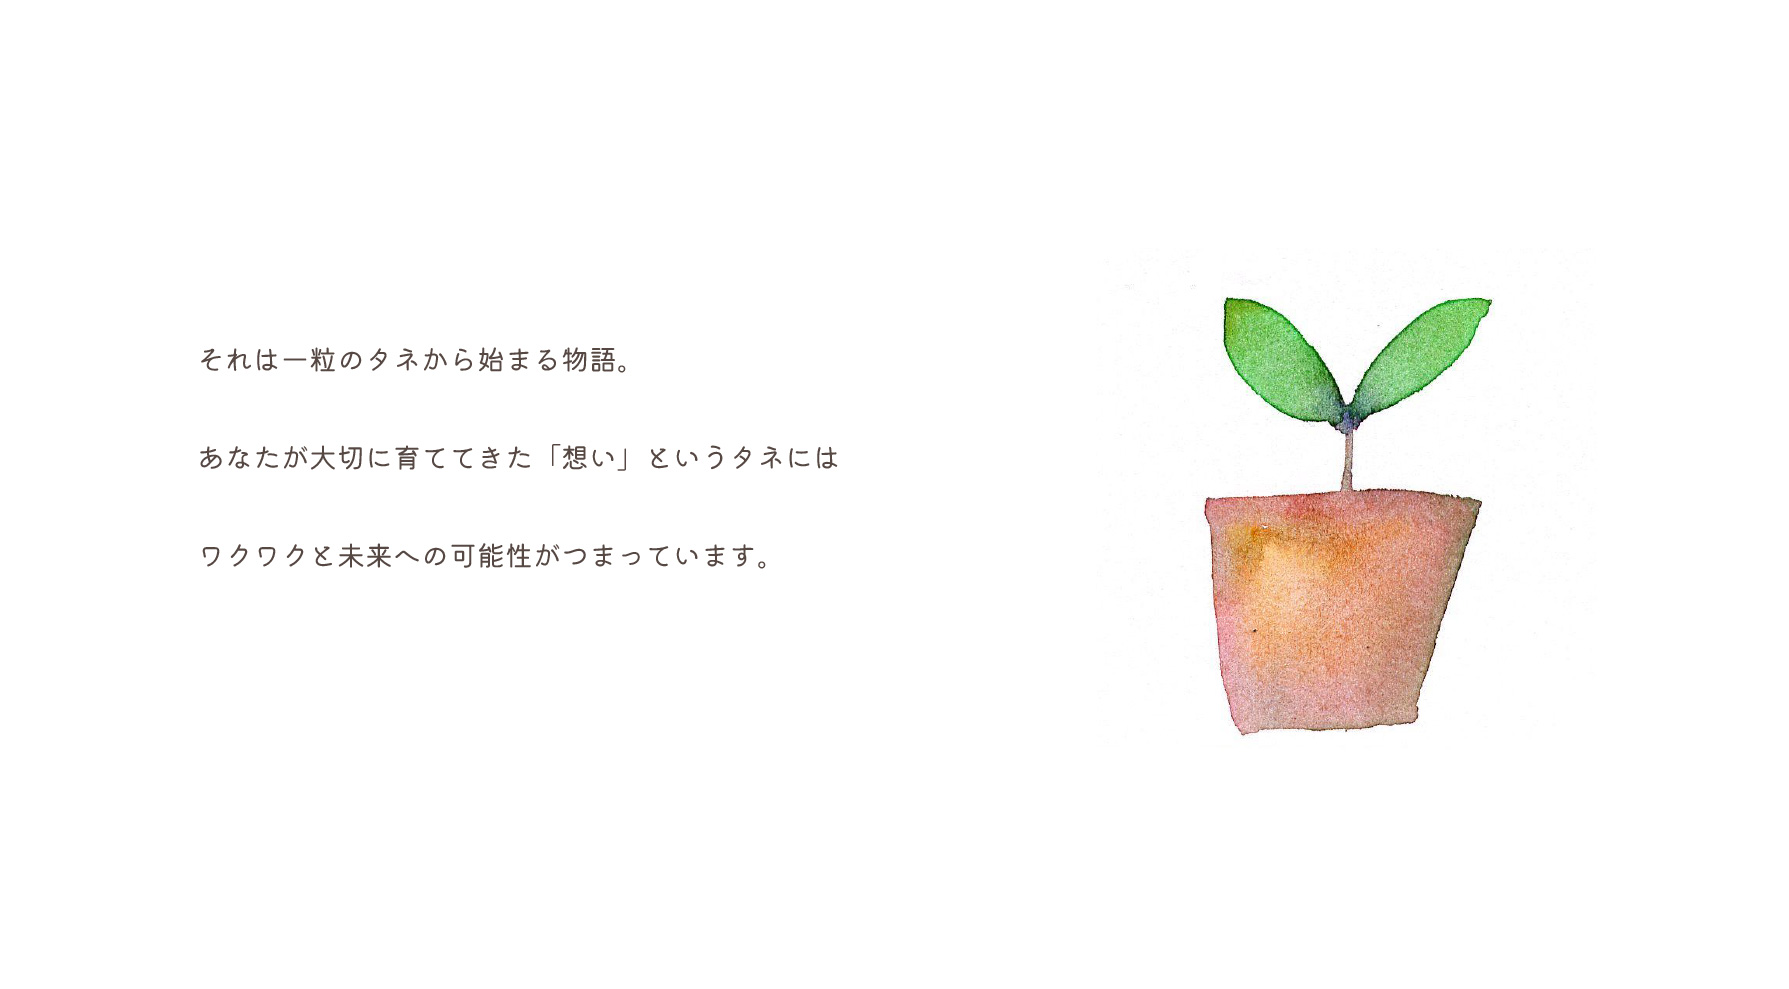 それは一粒のタネから始まる物語。
あなたが大切に育ててきた「想い」というタネには
ワクワクと未来への可能性がつまっています。